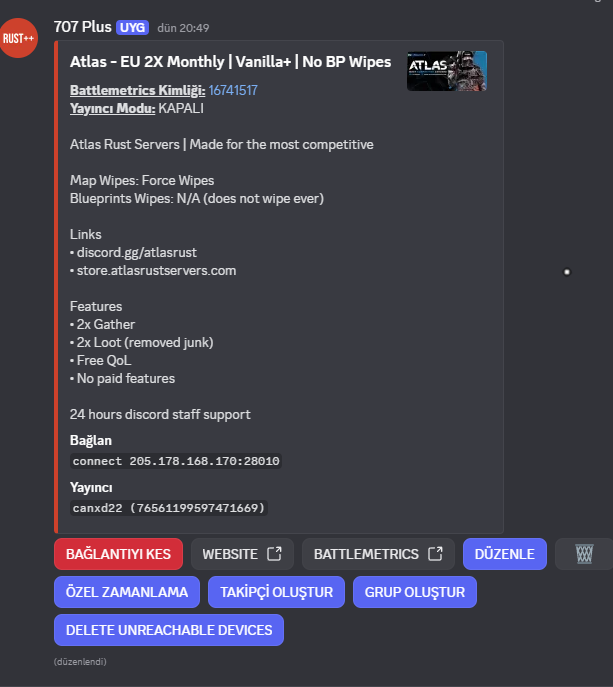 RUST++
707 Plus UYG dün 20:49
Atlas - EU 2X Monthly | Vanilla+ | No BP Wipes
ATLAS
Battlemetrics Kimliği: 16741517
Yayıncı Modu: KAPALI
Atlas Rust Servers | Made for the most competitive
Map Wipes: Force Wipes
Blueprints Wipes: N/A (does not wipe ever)
Links
• discord.gg/atlasrust
• store.atlasrustservers.com
Features
• 2x Gather
• 2x Loot (removed junk)
• Free QoL
• No paid features
24 hours discord staff support
Bağlan
connect 205.178.168.170:28010
Yayıncı
canxd22 (76561199597471669)
BAĞLANTIYI KES WEBSITE BATTLEMETRICS DÜZENLE
ÖZEL ZAMANLAMA TAKİPÇİ OLUŞTUR GRUP OLUŞTUR
DELETE UNREACHABLE DEVICES
(düzenlendi)